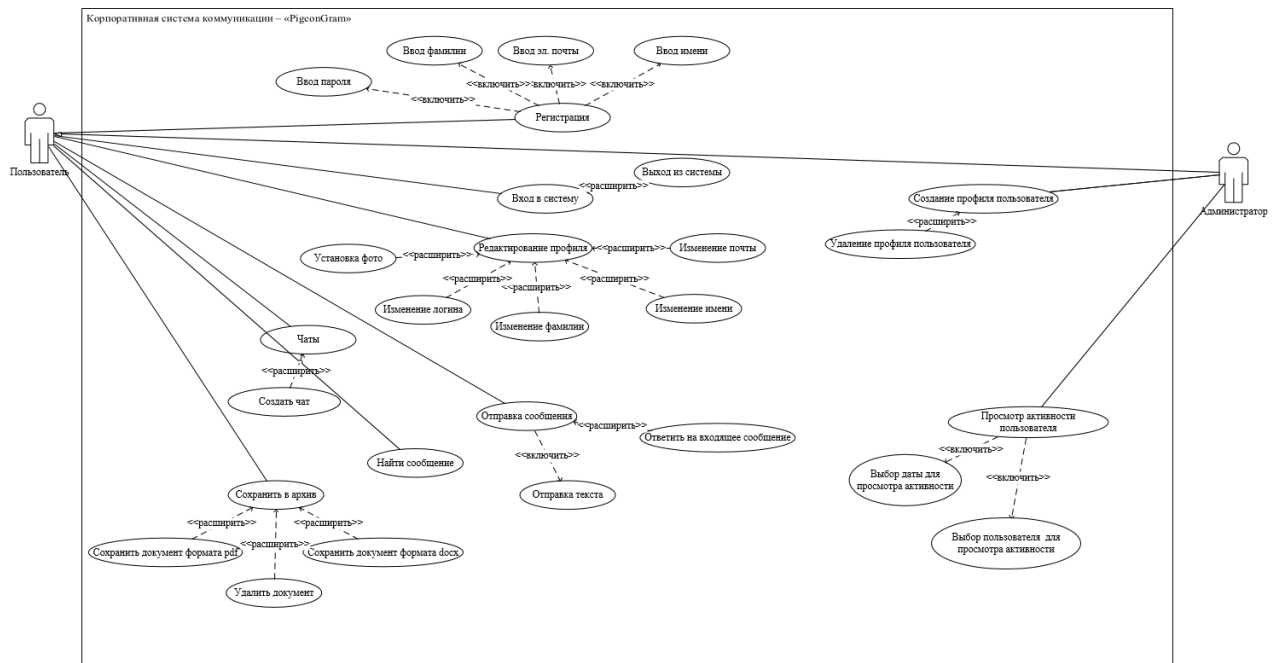 Корпоративная система коммуникации – «PigeonGram»
Ввод фамилии
Ввод эл. почты
Ввод имени
Ввод пароля
<<включить>>
<<включить>>
<<включить>>
<<включить>>
Регистрация
Пользователь
Выход из системы
<<расширить>>
Вход в систему
Создание профиля пользователя
Администратор
<<расширить>>
Удаление профиля пользователя
Редактирование профиля
<<расширить>>
Изменение почты
Установка фото
<<расширить>>
<<расширить>>
<<расширить>>
<<расширить>>
Изменение логина
Изменение имени
Изменение фамилии
Чаты
<<расширить>>
Создать чат
Отправка сообщения
<<расширить>>
Ответить на входящее сообщение
<<включить>>
Отправка текста
Просмотр активности
пользователя
<<включить>>
Выбор даты для
просмотра активности
<<включить>>
Выбор пользователя для
просмотра активности
Найти сообщение
Сохранить в архив
<<расширить>>
<<расширить>>
<<расширить>>
Сохранить документ формата pdf
Сохранить документ формата docx
Удалить документ